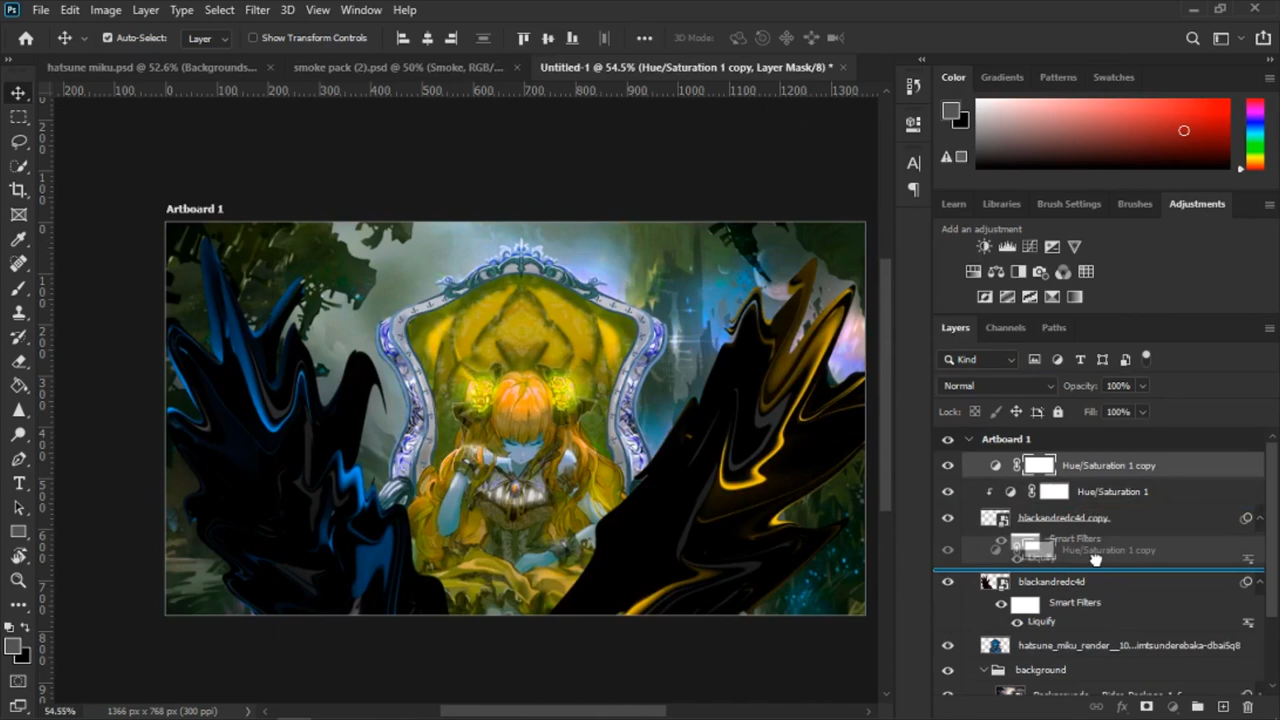 Ps File Edit Image Layer Type Select Filter 3D View Window Help
Auto-Select: Layer Show Transform Controls 3D Mode:
hatsune miku.psd @ 52.6% (Backgrounds... × smoke pack (2).psd @ 50% (Smoke, RGB/... × Untitled-1 @ 54.5% (Hue/Saturation 1 copy, Layer Mask/8) * ×
200 100 0 100 200 300 400 500 600 700 800 900 1000 1100 1200 1300
Artboard 1
Color Gradients Patterns Swatches
Learn Libraries Brush Settings Brushes Adjustments
Add an adjustment
Layers Channels Paths
Kind
Normal Opacity: 100%
Lock: Fill: 100%
Artboard 1
Hue/Saturation 1 copy
Hue/Saturation 1
blackandredc4d copy
Smart Filters
Hue/Saturation 1 copy
Liquify
blackandredc4d
Smart Filters
Liquify
hatsune_miku_render__10...imtsunderebaka-dbai5q8
background
54.55% 1366 px x 768 px (300 ppi)